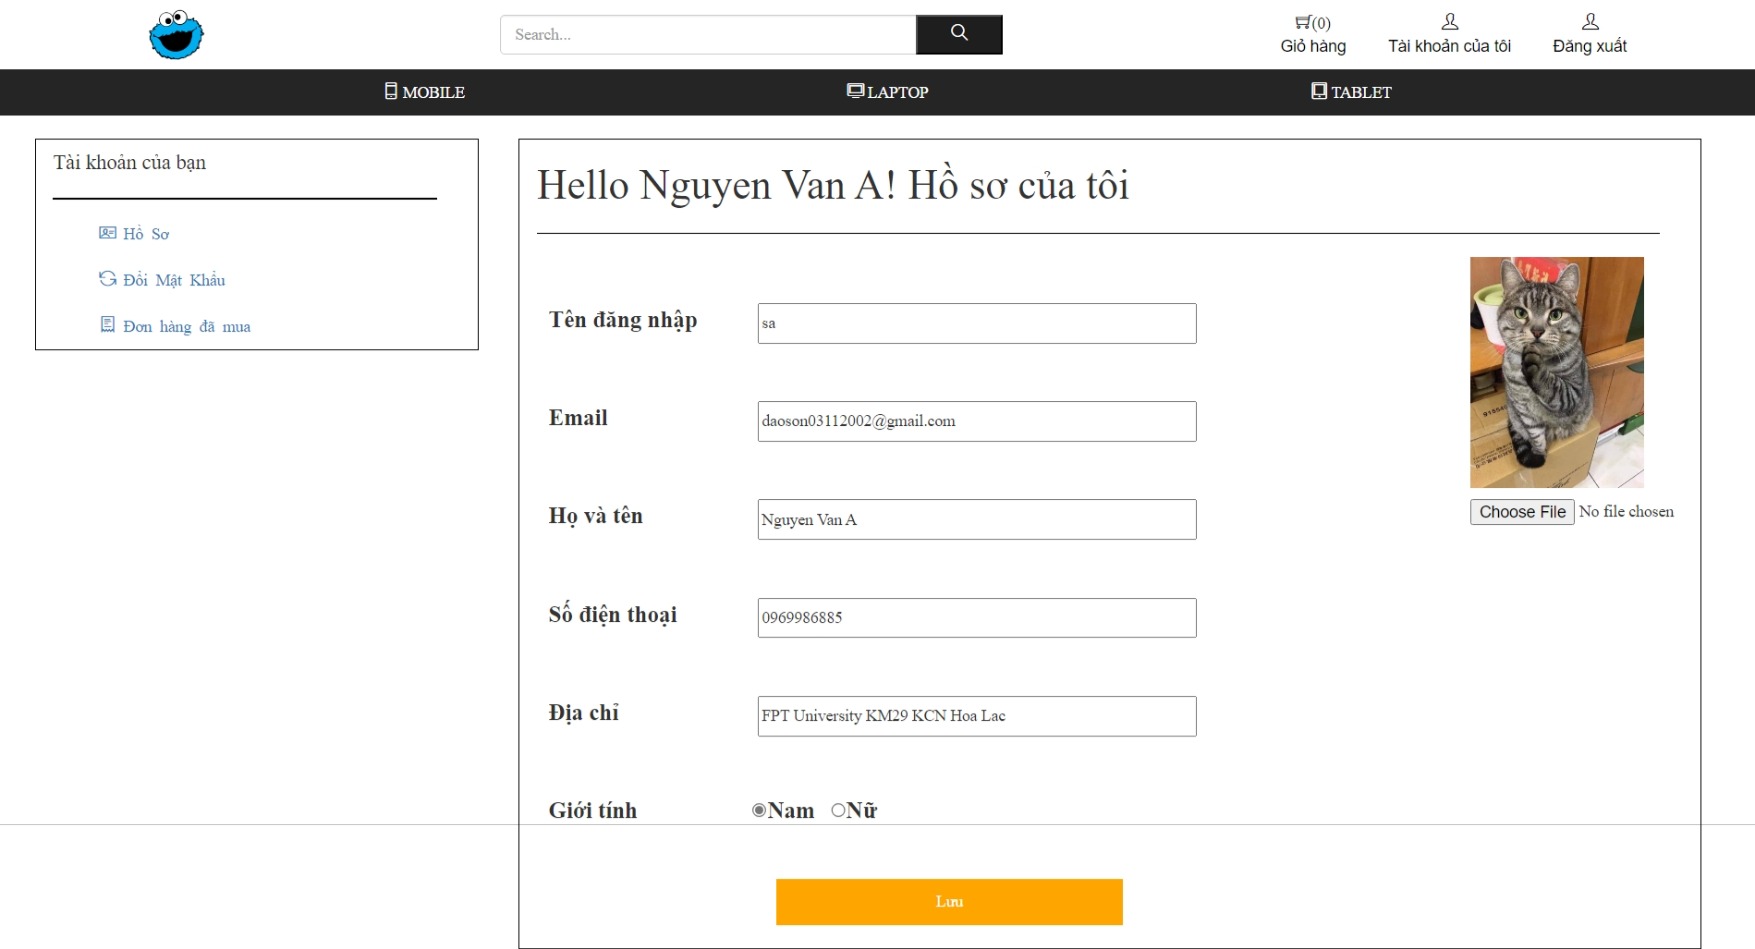 Search...
(0)
Giỏ hàng
Tài khoản của tôi
Đăng xuất
MOBILE
LAPTOP
TABLET
Tài khoản của bạn
Hồ Sơ
Đổi Mật Khẩu
Đơn hàng đã mua
Hello Nguyen Van A! Hồ sơ của tôi
Tên đăng nhập
sa
Email
daoson03112002@gmail.com
Họ và tên
Nguyen Van A
Số điện thoại
0969986885
Địa chỉ
FPT University KM29 KCN Hoa Lac
Giới tính
Nam
Nữ
Choose File No file chosen
Lưu